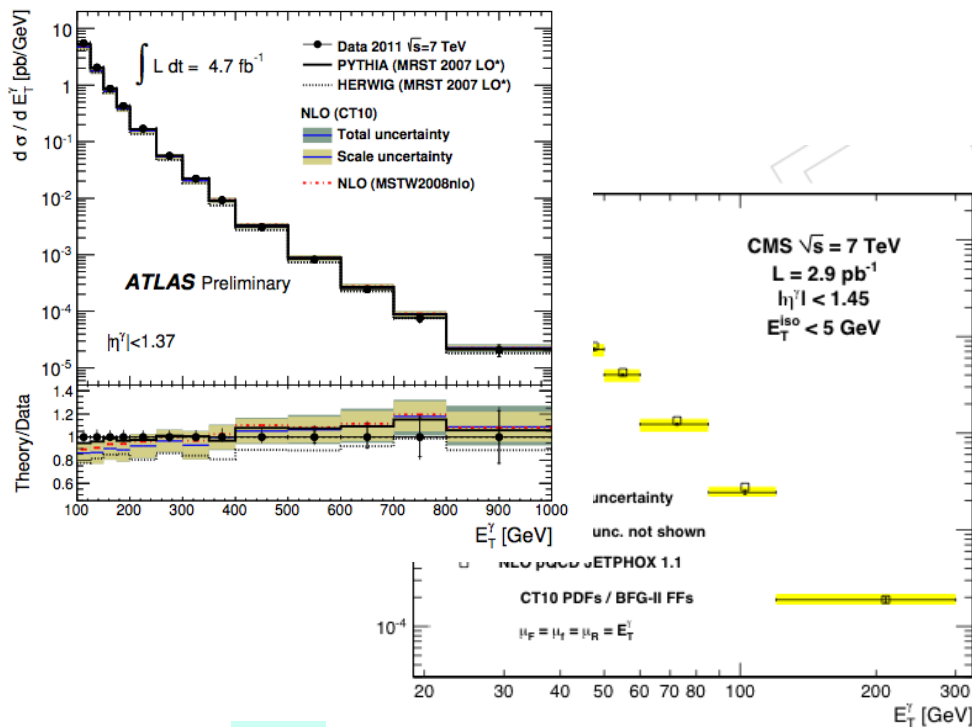 d σ / d E_T^γ [pb/GeV]
10
1
10^-1
10^-2
10^-3
10^-4
10^-5
∫ L dt = 4.7 fb^-1
Data 2011 √s=7 TeV
PYTHIA (MRST 2007 LO*)
HERWIG (MRST 2007 LO*)
NLO (CT10)
Total uncertainty
Scale uncertainty
NLO (MSTW2008nlo)
ATLAS Preliminary
|η^γ|<1.37
Theory/Data
1.4
1.2
1
0.8
0.6
100 200 300 400 500 600 700 800 900 1000
E_T^γ [GeV]
CMS √s = 7 TeV
L = 2.9 pb^-1
|η^γ| < 1.45
E_T^iso < 5 GeV
uncertainty
unc. not shown
NLO pQCD JETPHOX 1.1
CT10 PDFs / BFG-II FFs
μ_F = μ_f = μ_R = E_T^γ
10^-4
20 30 40 50 60 70 100 200 300
E_T^γ [GeV]